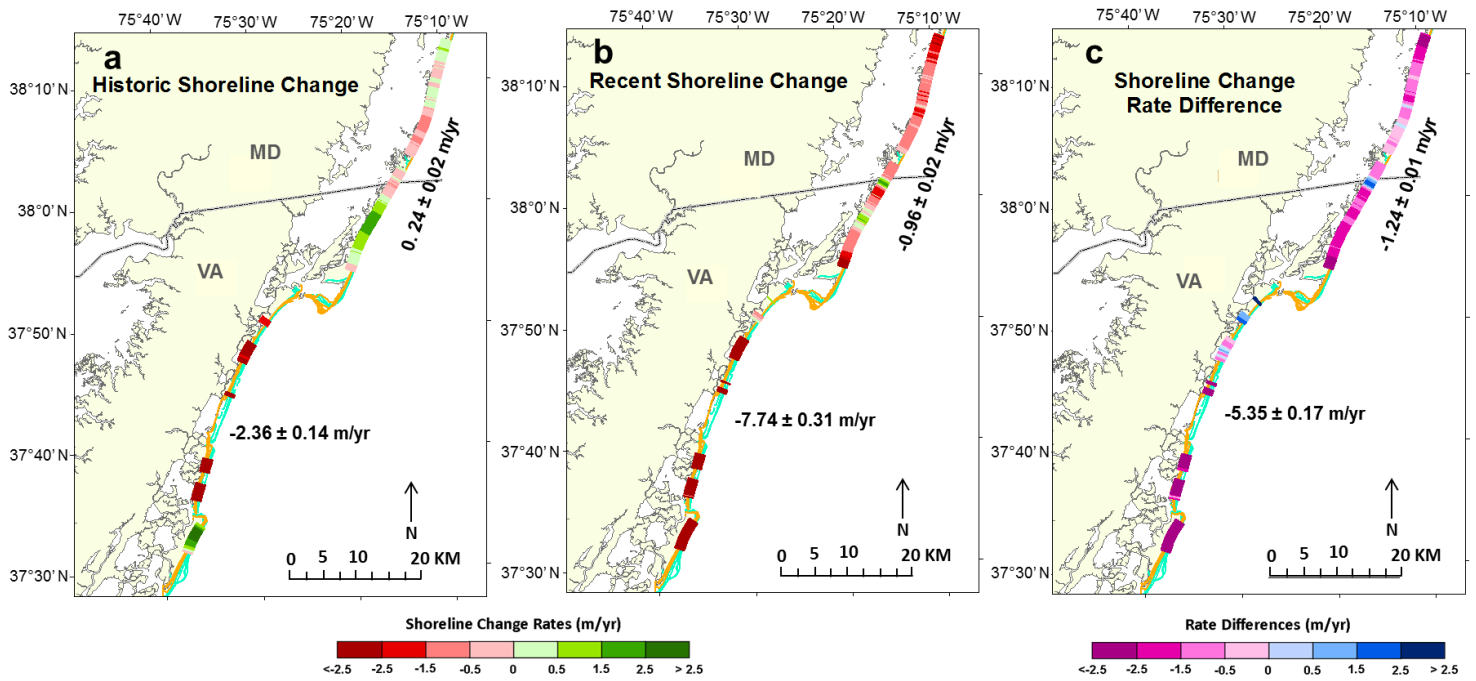 75°40'W 75°30'W 75°20'W 75°10'W
a
Historic Shoreline Change
38°10' N
MD
0. 24 ± 0.02 m/yr
38°0' N
VA
37°50' N
-2.36 ± 0.14 m/yr
37°40' N
N
0 5 10 20 KM
37°30' N
75°40'W 75°30'W 75°20'W 75°10'W
b
Recent Shoreline Change
38°10' N
MD
-0.96 ± 0.02 m/yr
38°0' N
VA
37°50' N
-7.74 ± 0.31 m/yr
37°40' N
N
0 5 10 20 KM
37°30' N
75°40'W 75°30'W 75°20'W 75°10'W
c
Shoreline Change
Rate Difference
38°10' N
MD
-1.24 ± 0.01 m/yr
38°0' N
VA
37°50' N
-5.35 ± 0.17 m/yr
37°40' N
N
0 5 10 20 KM
37°30' N
Shoreline Change Rates (m/yr)
<-2.5 -2.5 -1.5 -0.5 0 0.5 1.5 2.5 > 2.5
Rate Differences (m/yr)
<-2.5 -2.5 -1.5 -0.5 0 0.5 1.5 2.5 > 2.5